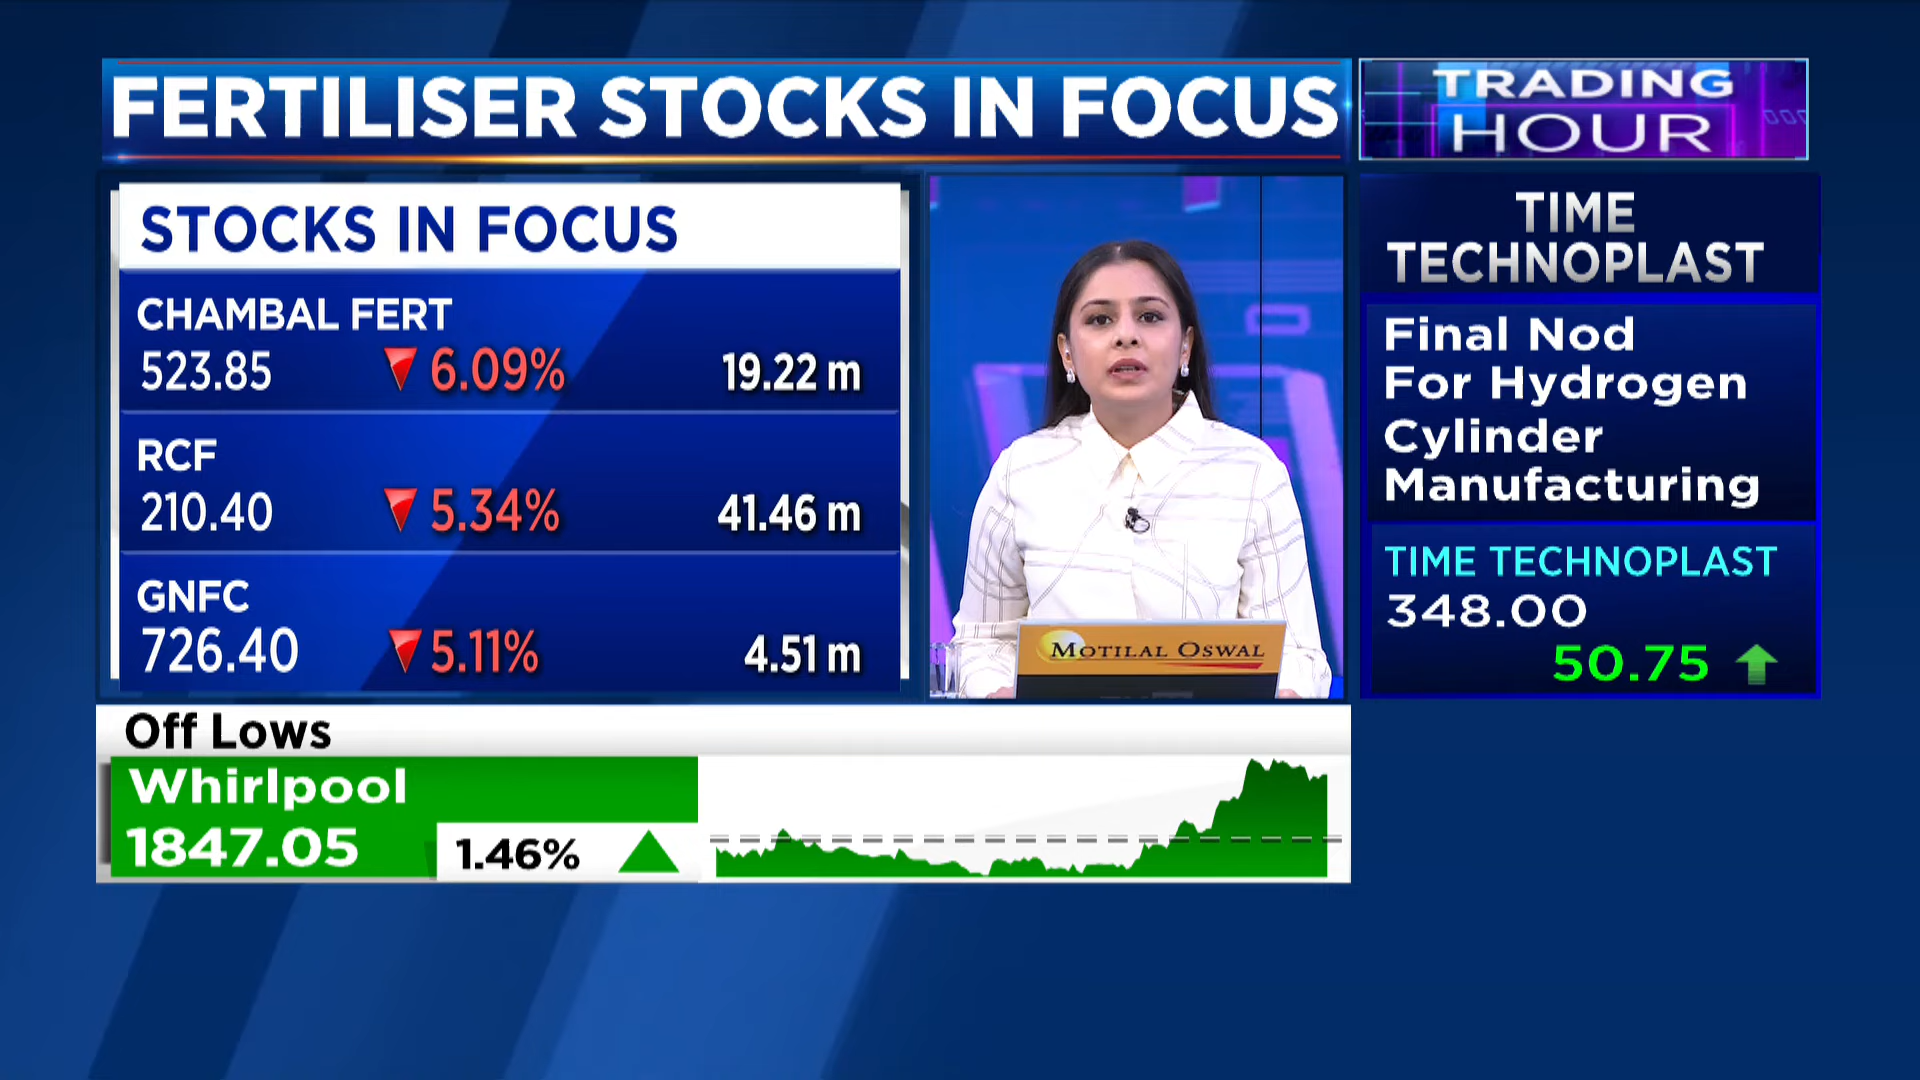 FERTILISER STOCKS IN FOCUS
TRADING
HOUR
STOCKS IN FOCUS
CHAMBAL FERT
523.85 6.09% 19.22 m
RCF
210.40 5.34% 41.46 m
GNFC
726.40 5.11% 4.51 m
MOTILAL OSWAL
TIME
TECHNOPLAST
Final Nod
For Hydrogen
Cylinder
Manufacturing
TIME TECHNOPLAST
348.00
50.75
Off Lows
Whirlpool
1847.05
1.46%